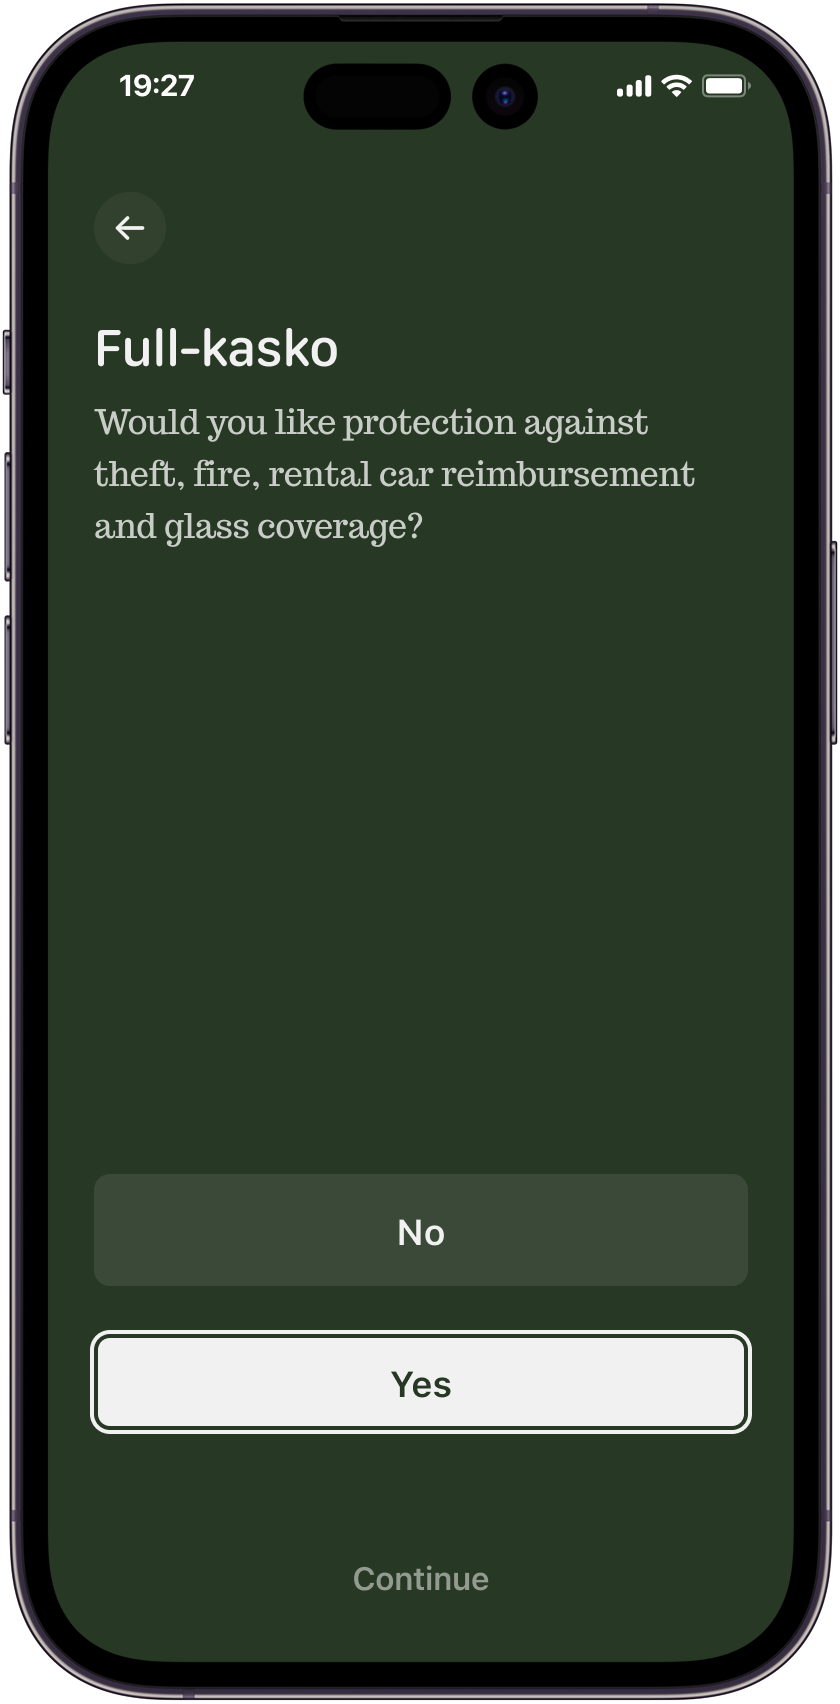 19:27
Full-kasko
Would you like protection against
theft, fire, rental car reimbursement
and glass coverage?
No
Yes
Continue